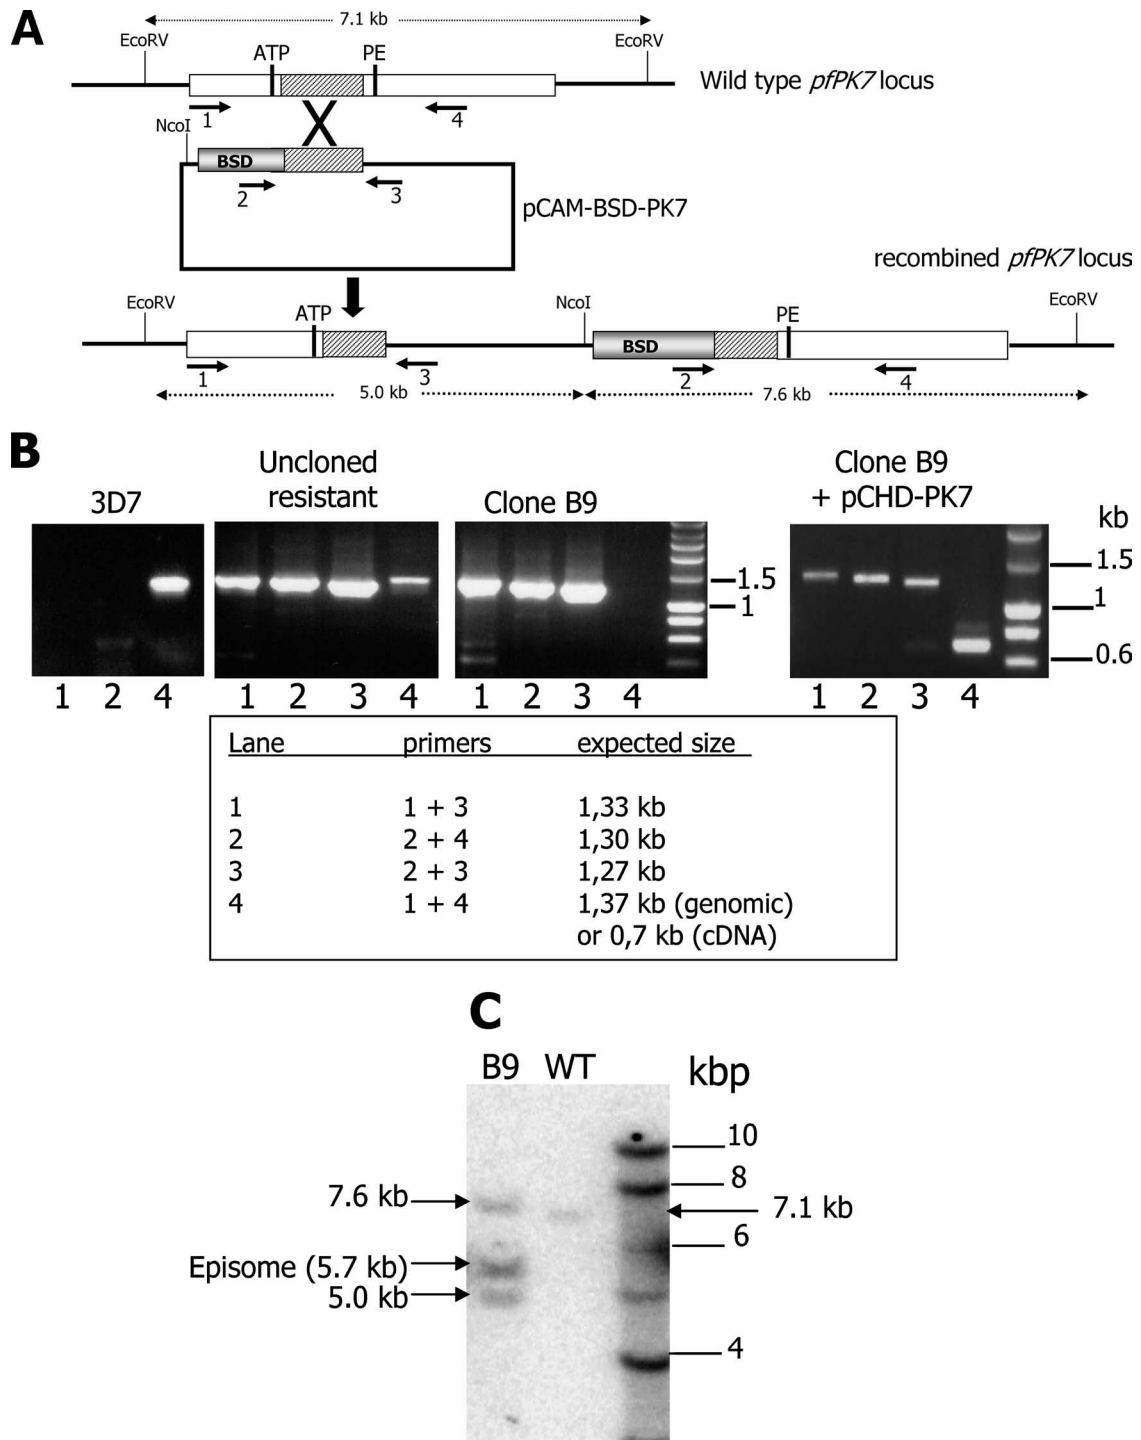 A
7.1 kb
EcoRV
EcoRV
ATP
PE
Wild type pfPK7 locus
1
4
NcoI
BSD
2
3
pCAM-BSD-PK7
recombined pfPK7 locus
EcoRV
ATP
NcoI
PE
EcoRV
BSD
1
3
2
4
5.0 kb
7.6 kb
B
3D7
Uncloned
resistant
Clone B9
Clone B9
+ pCHD-PK7
kb
1.5
1
1.5
1
0.6
1 2 4
1 2 3 4
1 2 3 4
1 2 3 4
Lane primers expected size
1 1 + 3 1,33 kb
2 2 + 4 1,30 kb
3 2 + 3 1,27 kb
4 1 + 4 1,37 kb (genomic)
or 0,7 kb (cDNA)
C
B9 WT kbp
10
8
7.6 kb
7.1 kb
6
Episome (5.7 kb)
5.0 kb
4